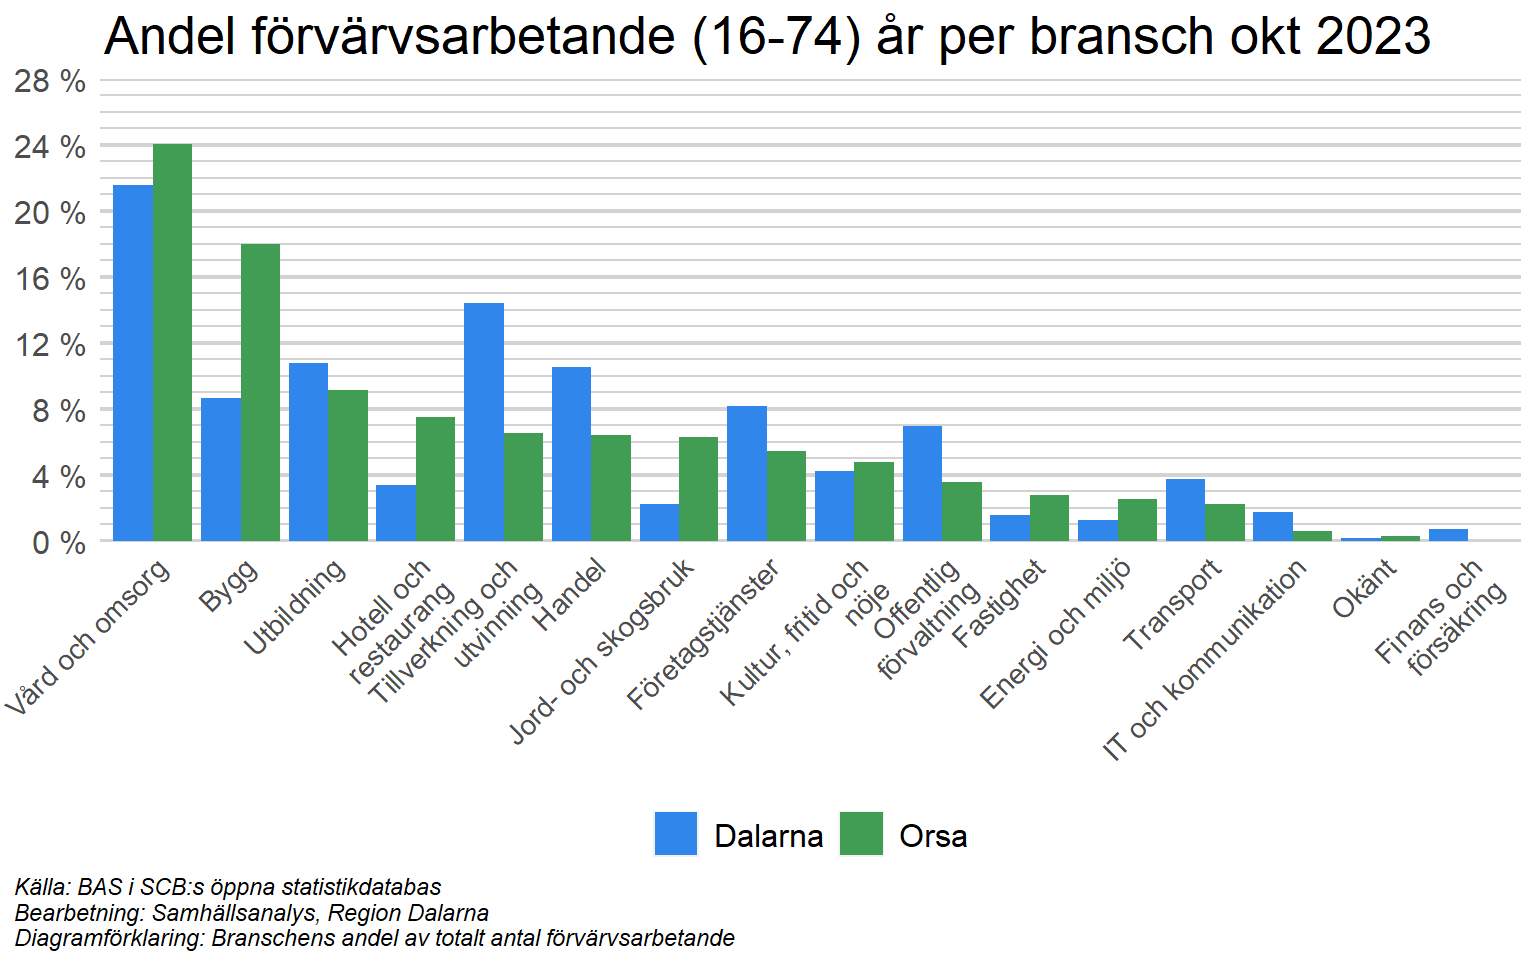 Andel förvärvsarbetande (16-74) år per bransch okt 2023
28 %
24 %
20 %
16 %
12 %
8 %
4 %
0 %
Vård och omsorg
Bygg
Utbildning
Hotell och
restaurang
Tillverkning och
utvinning
Handel
Jord- och skogsbruk
Företagstjänster
Kultur, fritid och
nöje
Offentlig
förvaltning
Fastighet
Energi och miljö
Transport
IT och kommunikation
Okänt
Finans och
försäkring
Dalarna
Orsa
Källa: BAS i SCB:s öppna statistikdatabas
Bearbetning: Samhällsanalys, Region Dalarna
Diagramförklaring: Branschens andel av totalt antal förvärvsarbetande